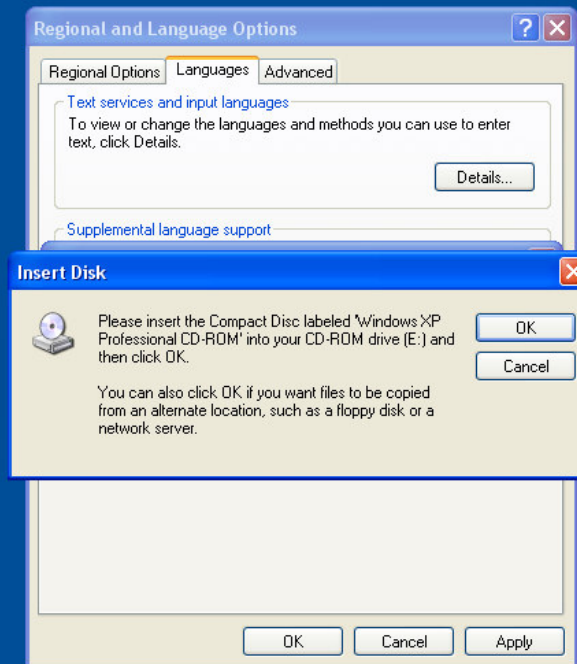 Regional and Language Options
Regional Options Languages Advanced
Text services and input languages
To view or change the languages and methods you can use to enter
text, click Details.
Details...
Supplemental language support
Insert Disk
Please insert the Compact Disc labeled 'Windows XP
Professional CD-ROM' into your CD-ROM drive (E:) and
then click OK.
OK
Cancel
You can also click OK if you want files to be copied
from an alternate location, such as a floppy disk or a
network server.
OK Cancel Apply